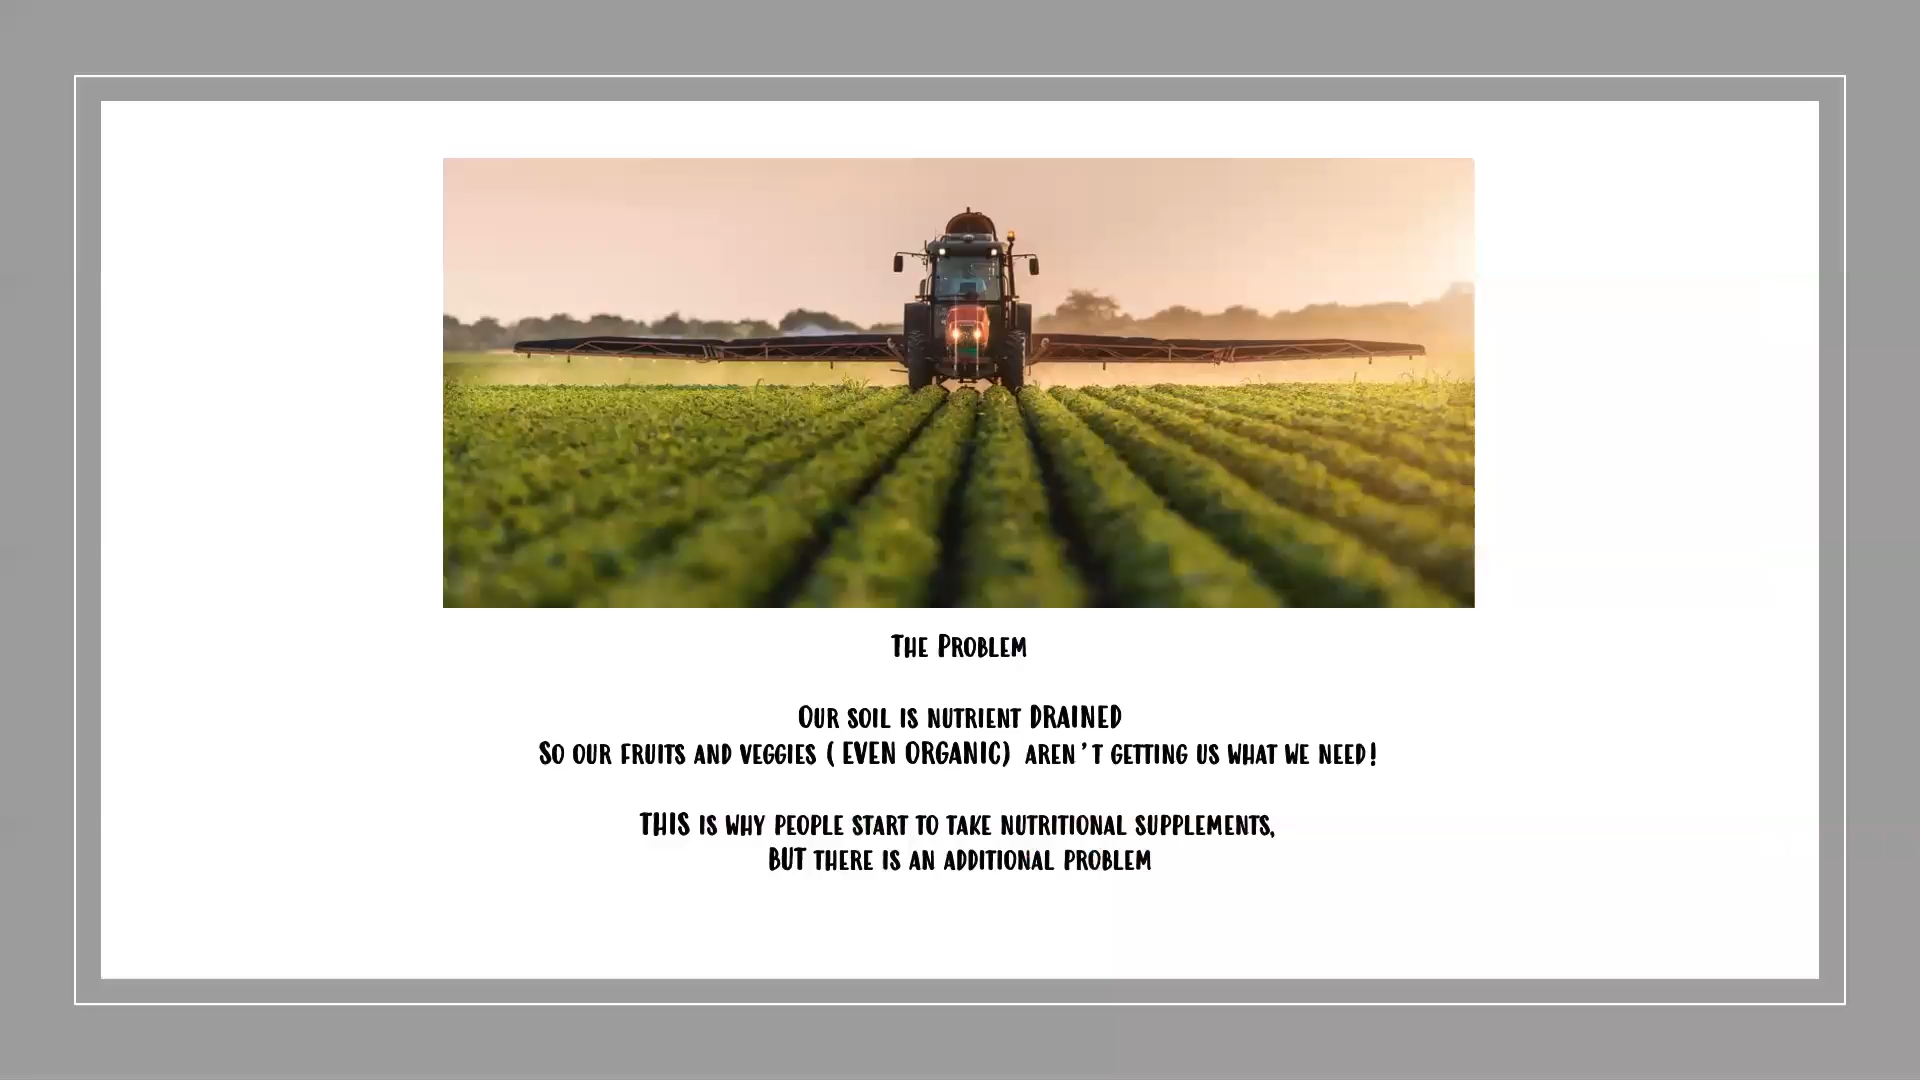 The Problem
Our soil is nutrient DRAINED
So our fruits and veggies ( EVEN ORGANIC) aren't getting us what we need!
THIS is why people start to take nutritional supplements,
BUT there is an additional problem